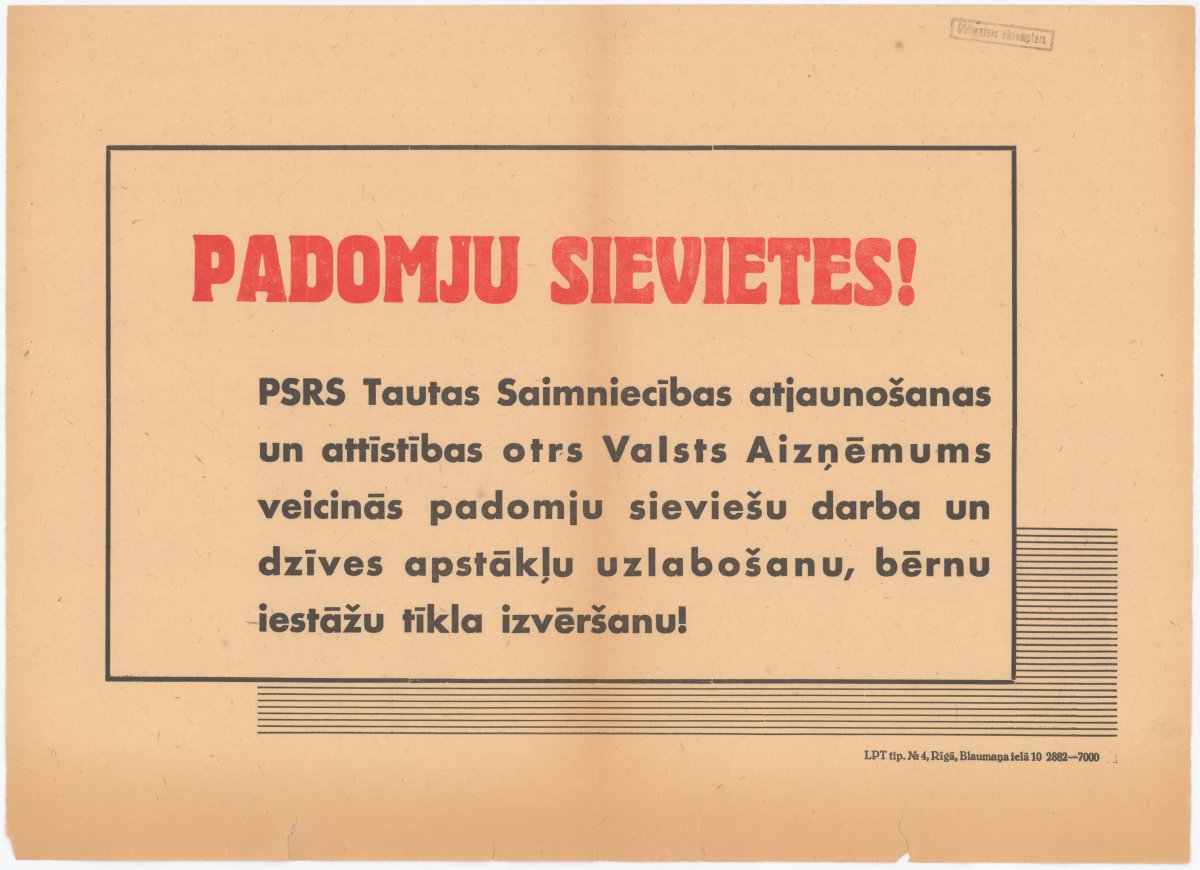 Obligatais eksemplars
PADOMJU SIEVIETES!
PSRS Tautas Saimniecības atjaunošanas
un attīstības otrs Valsts Aizņēmums
veicinās padomju sieviešu darba un
dzīves apstākļu uzlabošanu, bērnu
iestāžu tīkla izvēršanu!
LPT tip. № 4, Rīgā, Blaumaņa ielā 10 2882—7000